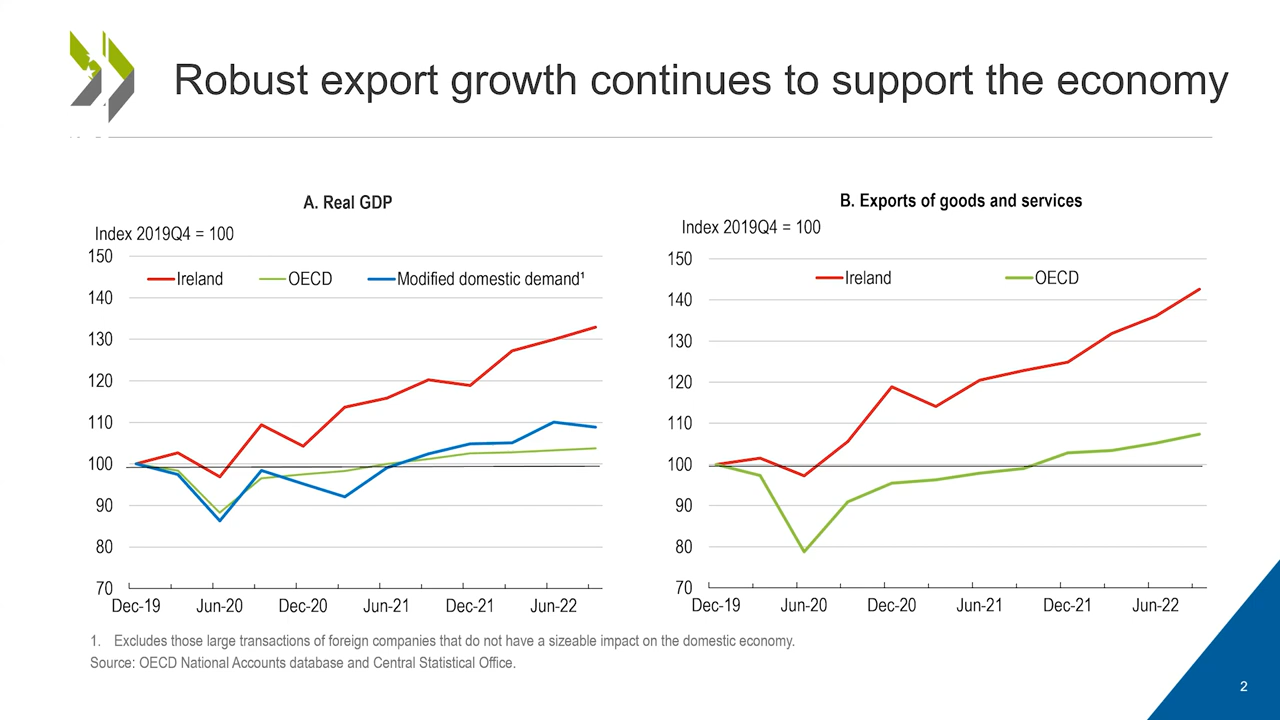 Robust export growth continues to support the economy
A. Real GDP
Index 2019Q4 = 100
150
140
130
120
110
100
90
80
70
Ireland
OECD
Modified domestic demand¹
Dec-19
Jun-20
Dec-20
Jun-21
Dec-21
Jun-22
B. Exports of goods and services
Index 2019Q4 = 100
150
140
130
120
110
100
90
80
70
Ireland
OECD
Dec-19
Jun-20
Dec-20
Jun-21
Dec-21
Jun-22
1. Excludes those large transactions of foreign companies that do not have a sizeable impact on the domestic economy.
Source: OECD National Accounts database and Central Statistical Office.
2